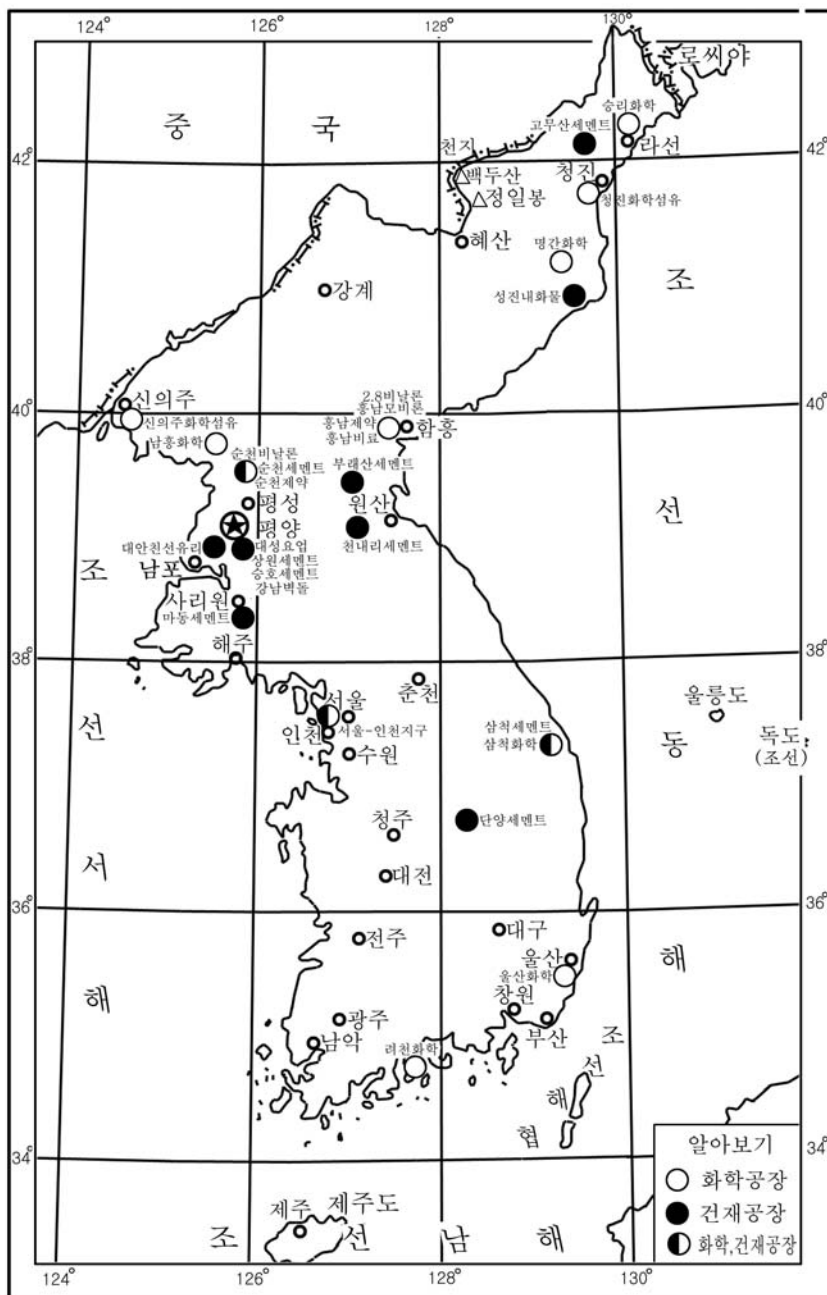 124°
126°
128°
130°
로씨야
중국
승리화학
고무산세멘트
라선
42°
42°
천지
청진
백두산
정일봉
청진화학섬유
혜산
명간화학
강계
성진내화물
조선동해
신의주
40°
40°
신의주화학섬유
2.8비날론
흥남모비론
흥남제약
흥남비료
함흥
남흥화학
순천비날론
순천세멘트
순천제약
부래산세멘트
평성
원산
평양
천내리세멘트
대안친선유리
대성요업
상원세멘트
승호세멘트
강남벽돌
남포
사리원
마동세멘트
해주
38°
38°
조선서해
춘천
서울
서울-인천지구
인천
수원
삼척세멘트
삼척화학
울릉도
독도
(조선)
청주
단양세멘트
대전
36°
36°
전주
대구
울산
울산화학
창원
부산
광주
남악
려천화학
조선해협
34°
34°
제주
제주도
조선남해
알아보기
화학공장
건재공장
화학,건재공장
124°
126°
128°
130°